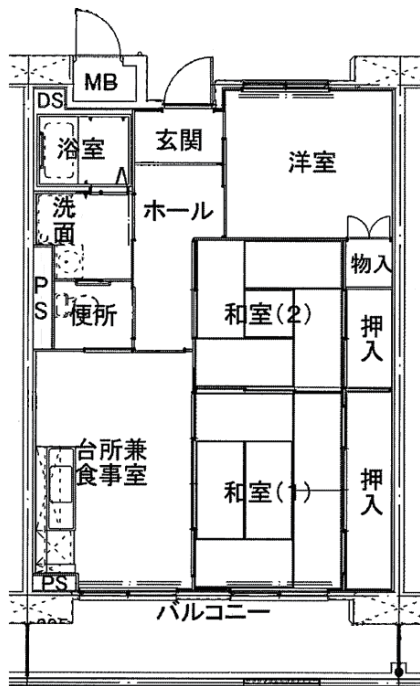 MB
DS
浴室
玄関
洋室
洗
面
ホール
物入
PS
便所
和室(2)
押入
台所兼
食事室
和室(1)
押入
PS
バルコニー